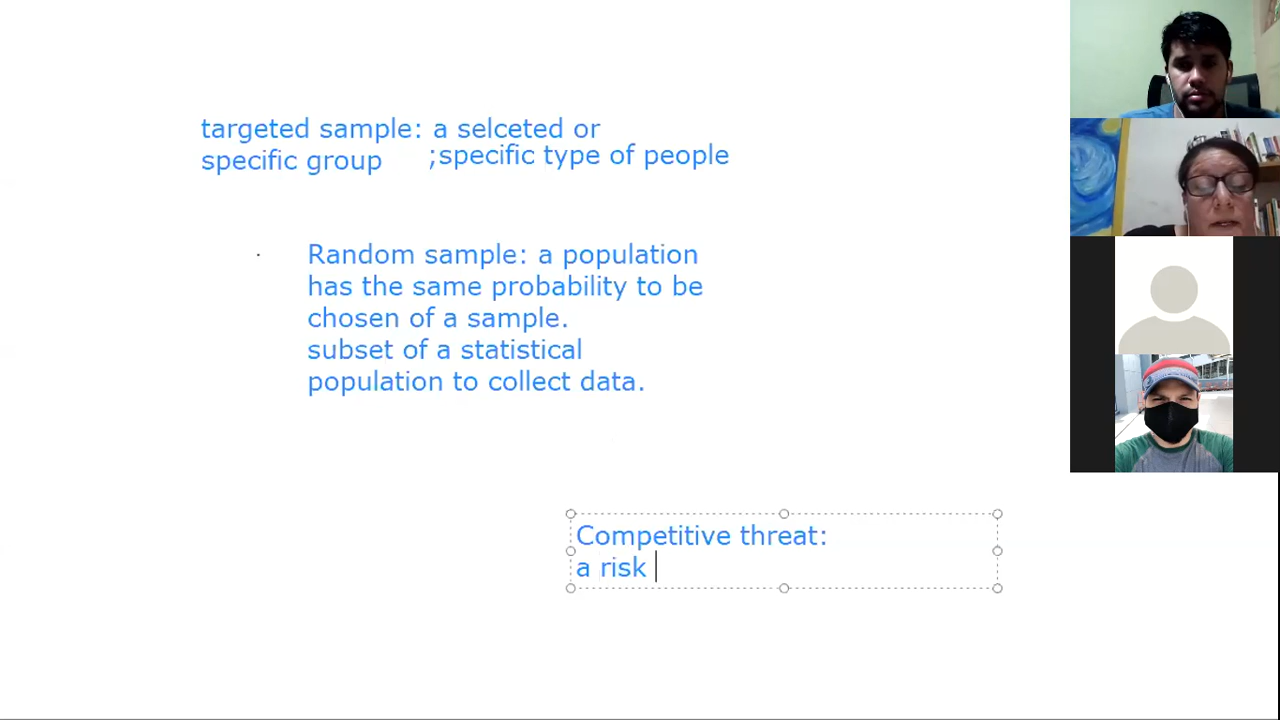 targeted sample: a selceted or
specific group
;specific type of people
Random sample: a population
has the same probability to be
chosen of a sample.
subset of a statistical
population to collect data.
Competitive threat:
a risk